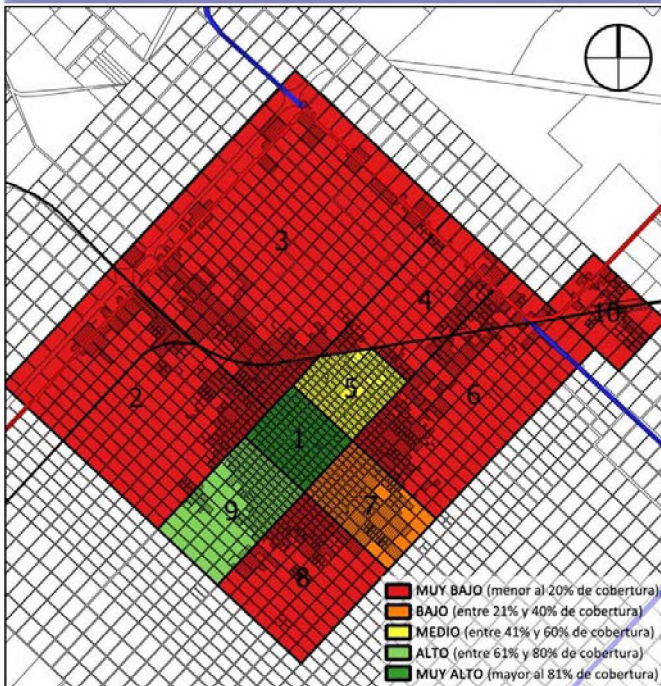 3
4
10
5
2
6
1
7
9
8
MUY BAJO (menor al 20% de cobertura)
BAJO (entre 21% y 40% de cobertura)
MEDIO (entre 41% y 60% de cobertura)
ALTO (entre 61% y 80% de cobertura)
MUY ALTO (mayor al 81% de cobertura)